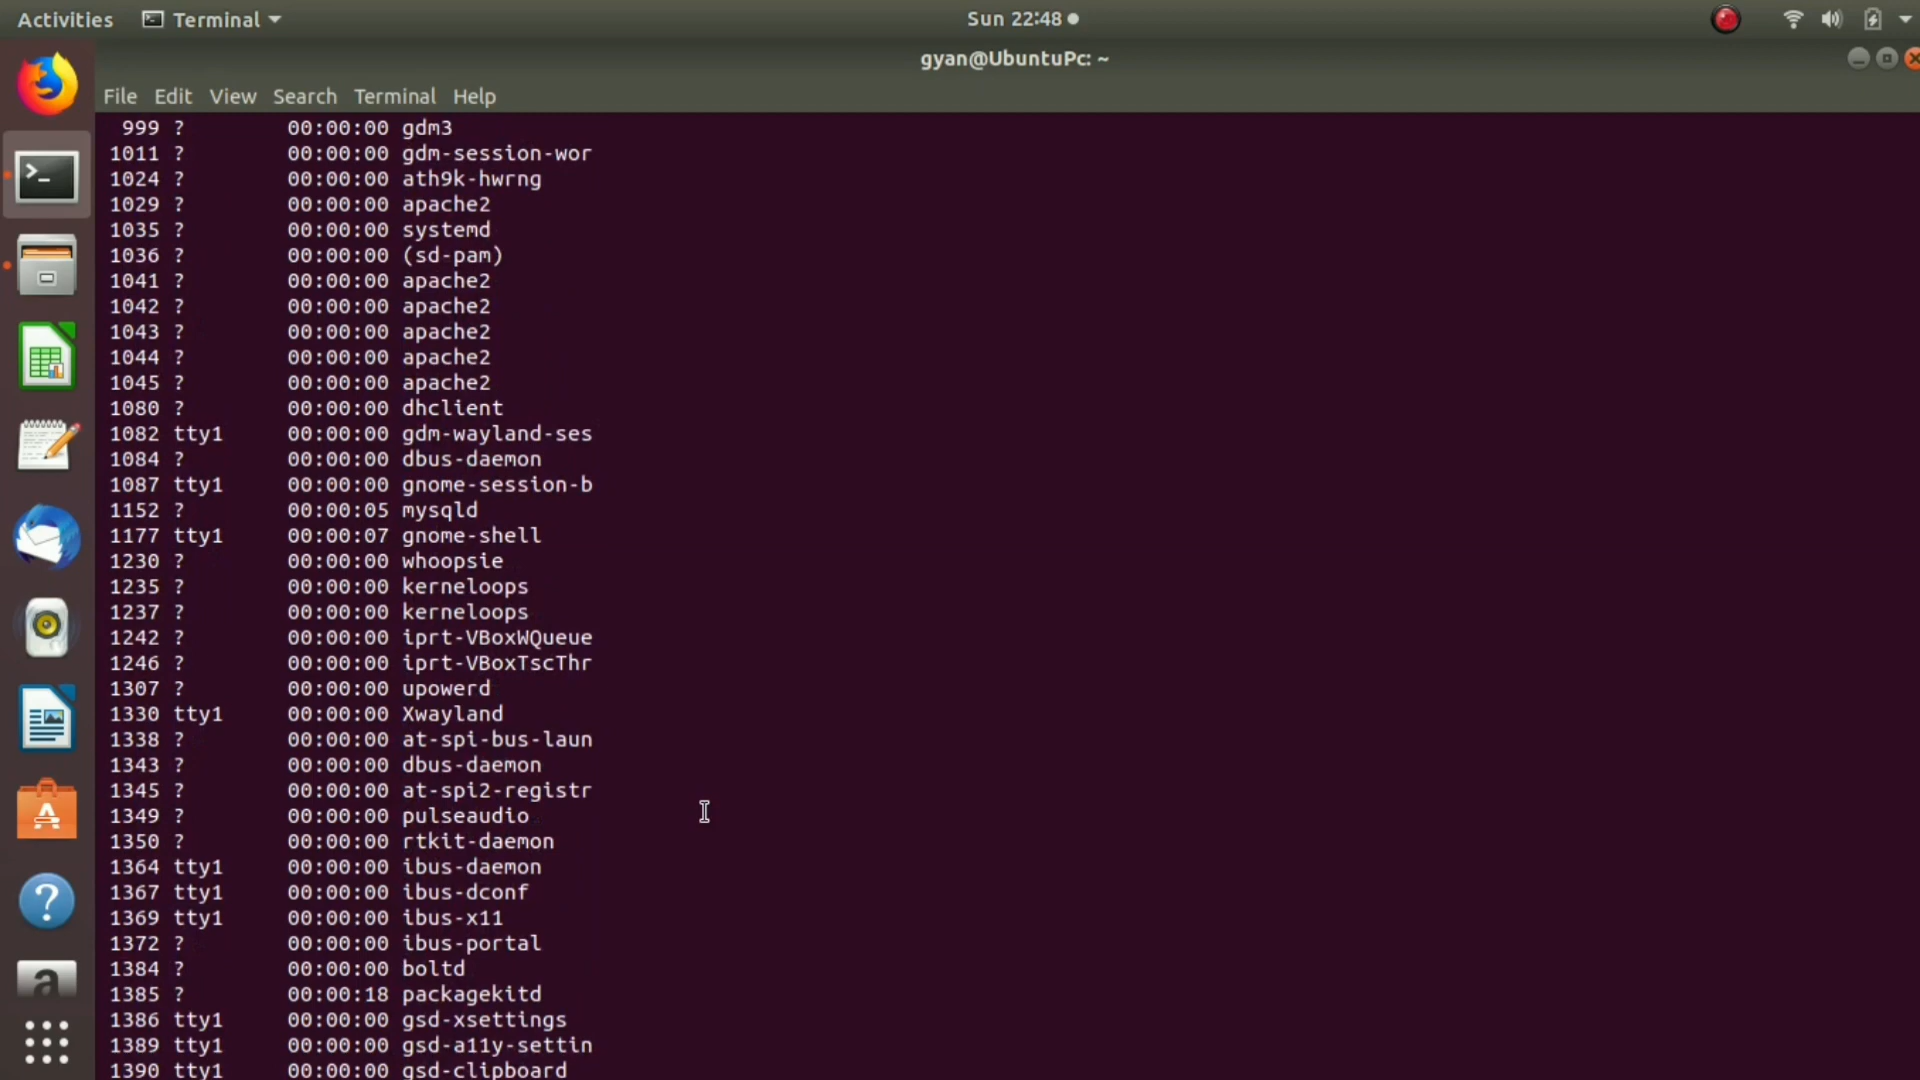 Activities Terminal Sun 22:48
gyan@UbuntuPc: ~
File Edit View Search Terminal Help
999 ? 00:00:00 gdm3
1011 ? 00:00:00 gdm-session-wor
1024 ? 00:00:00 ath9k-hwrng
1029 ? 00:00:00 apache2
1035 ? 00:00:00 systemd
1036 ? 00:00:00 (sd-pam)
1041 ? 00:00:00 apache2
1042 ? 00:00:00 apache2
1043 ? 00:00:00 apache2
1044 ? 00:00:00 apache2
1045 ? 00:00:00 apache2
1080 ? 00:00:00 dhclient
1082 tty1 00:00:00 gdm-wayland-ses
1084 ? 00:00:00 dbus-daemon
1087 tty1 00:00:00 gnome-session-b
1152 ? 00:00:05 mysqld
1177 tty1 00:00:07 gnome-shell
1230 ? 00:00:00 whoopsie
1235 ? 00:00:00 kerneloops
1237 ? 00:00:00 kerneloops
1242 ? 00:00:00 iprt-VBoxWQueue
1246 ? 00:00:00 iprt-VBoxTscThr
1307 ? 00:00:00 upowerd
1330 tty1 00:00:00 Xwayland
1338 ? 00:00:00 at-spi-bus-laun
1343 ? 00:00:00 dbus-daemon
1345 ? 00:00:00 at-spi2-registr
1349 ? 00:00:00 pulseaudio
1350 ? 00:00:00 rtkit-daemon
1364 tty1 00:00:00 ibus-daemon
1367 tty1 00:00:00 ibus-dconf
1369 tty1 00:00:00 ibus-x11
1372 ? 00:00:00 ibus-portal
1384 ? 00:00:00 boltd
1385 ? 00:00:18 packagekitd
1386 tty1 00:00:00 gsd-xsettings
1389 tty1 00:00:00 gsd-a11y-settin
1390 tty1 00:00:00 gsd-clipboard